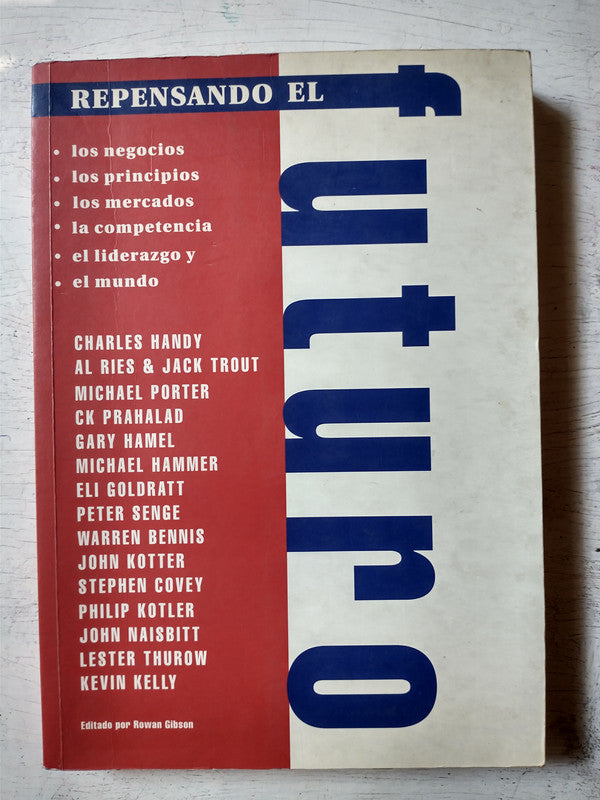 REPENSANDO EL
futuro
• los negocios
• los principios
• los mercados
• la competencia
• el liderazgo y
• el mundo
CHARLES HANDY
AL RIES & JACK TROUT
MICHAEL PORTER
CK PRAHALAD
GARY HAMEL
MICHAEL HAMMER
ELI GOLDRATT
PETER SENGE
WARREN BENNIS
JOHN KOTTER
STEPHEN COVEY
PHILIP KOTLER
JOHN NAISBITT
LESTER THUROW
KEVIN KELLY
Editado por Rowan Gibson